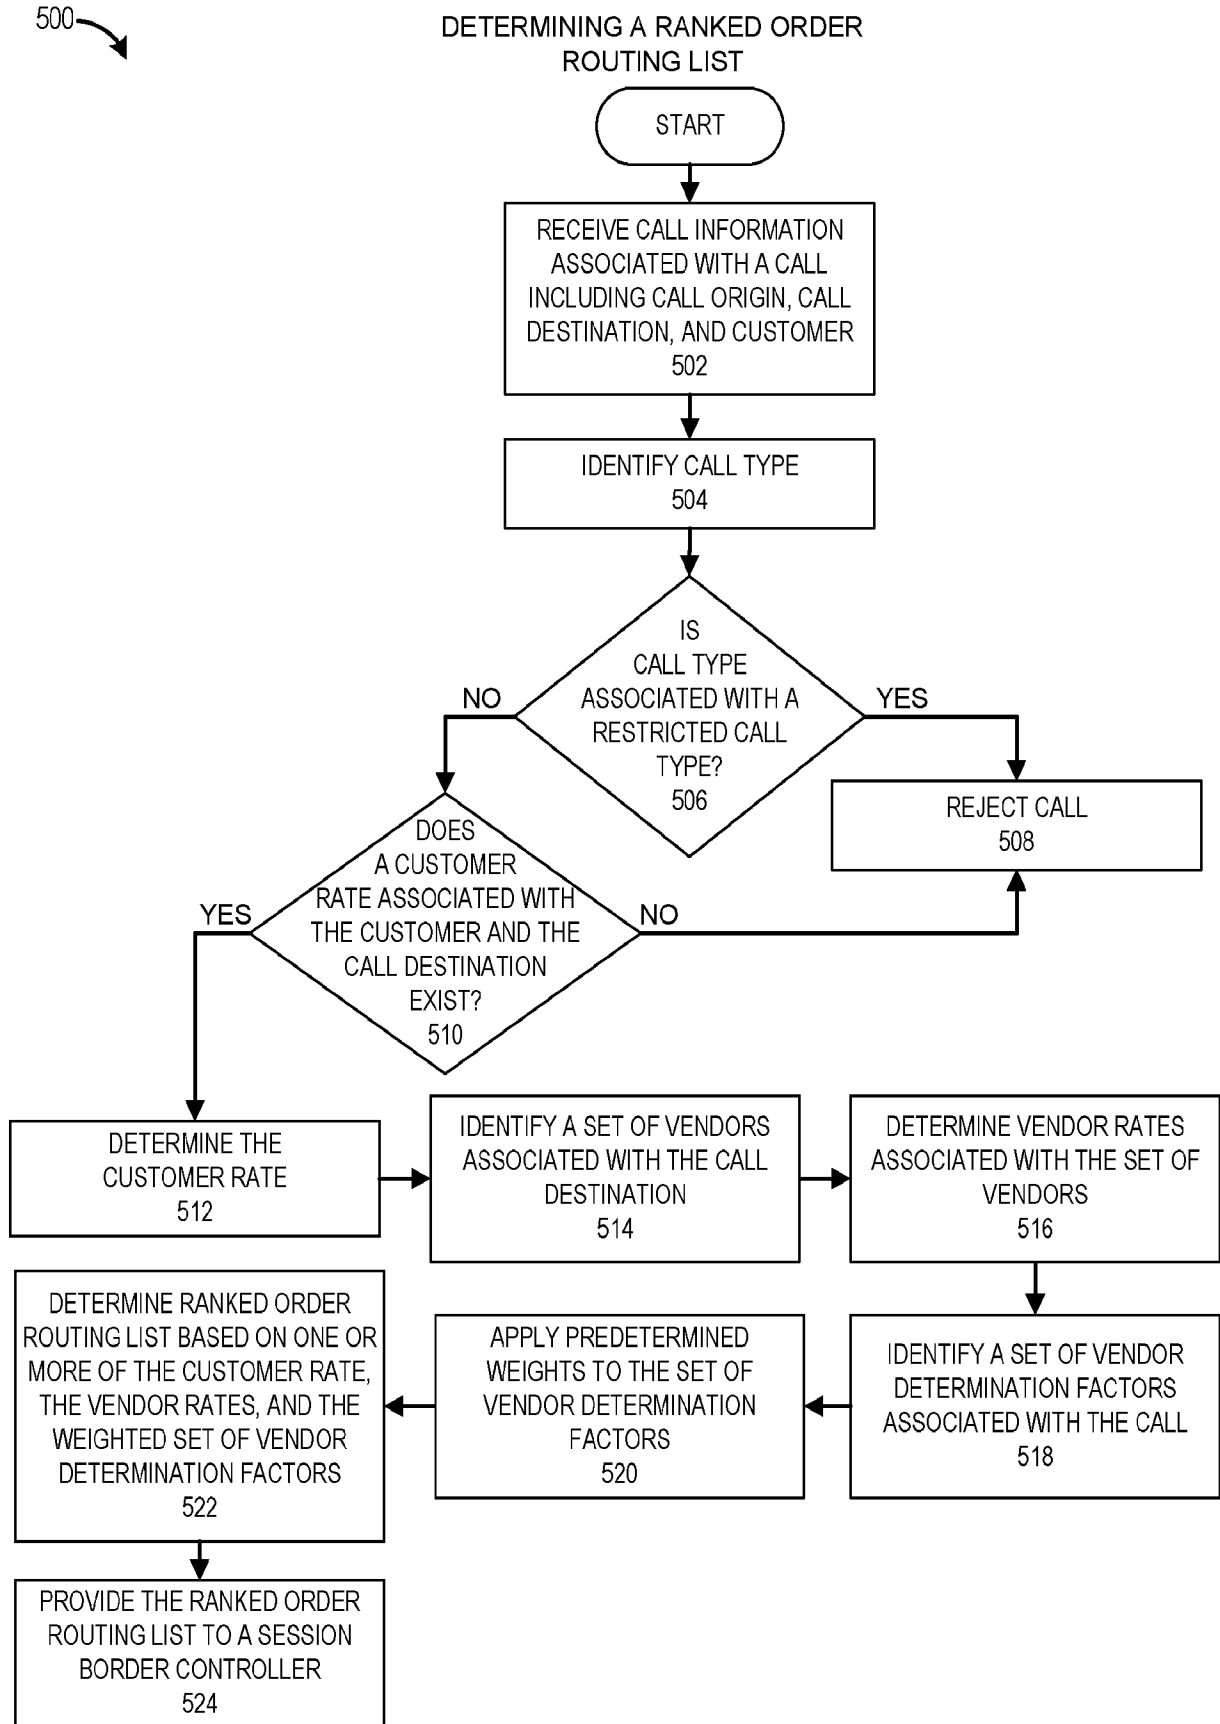 500
DETERMINING A RANKED ORDER
ROUTING LIST
START
RECEIVE CALL INFORMATION
ASSOCIATED WITH A CALL
INCLUDING CALL ORIGIN, CALL
DESTINATION, AND CUSTOMER
502
IDENTIFY CALL TYPE
504
IS
CALL TYPE
ASSOCIATED WITH A
RESTRICTED CALL
TYPE?
506
NO
YES
REJECT CALL
508
DOES
A CUSTOMER
RATE ASSOCIATED WITH
THE CUSTOMER AND THE
CALL DESTINATION
EXIST?
510
YES
NO
DETERMINE THE
CUSTOMER RATE
512
IDENTIFY A SET OF VENDORS
ASSOCIATED WITH THE CALL
DESTINATION
514
DETERMINE VENDOR RATES
ASSOCIATED WITH THE SET OF
VENDORS
516
IDENTIFY A SET OF VENDOR
DETERMINATION FACTORS
ASSOCIATED WITH THE CALL
518
APPLY PREDETERMINED
WEIGHTS TO THE SET OF
VENDOR DETERMINATION
FACTORS
520
DETERMINE RANKED ORDER
ROUTING LIST BASED ON ONE OR
MORE OF THE CUSTOMER RATE,
THE VENDOR RATES, AND THE
WEIGHTED SET OF VENDOR
DETERMINATION FACTORS
522
PROVIDE THE RANKED ORDER
ROUTING LIST TO A SESSION
BORDER CONTROLLER
524